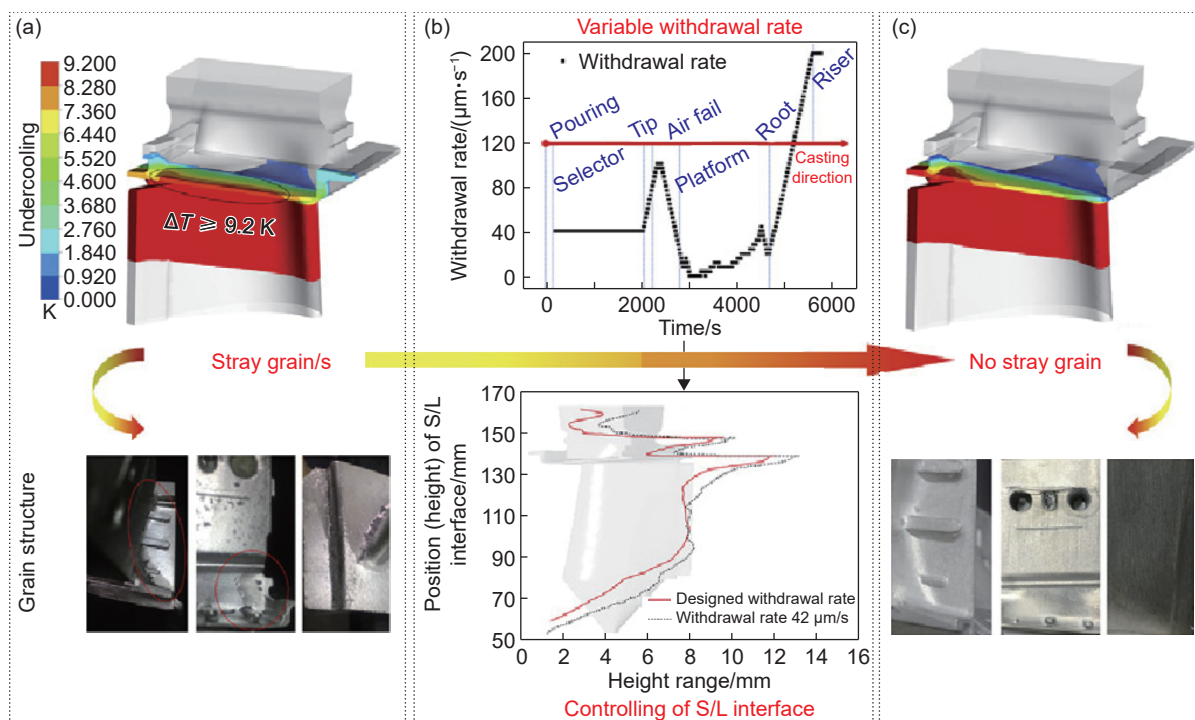 (a)
9.200
8.280
7.360
6.440
5.520
4.600
3.680
2.760
1.840
0.920
0.000
K
Undercooling
ΔT ⩾ 9.2 K
Stray grain/s
Grain structure
(b)
Variable withdrawal rate
200
160
120
80
40
0
Withdrawal rate/(μm·s⁻¹)
Withdrawal rate
Pouring
Selector
Tip
Air fail
Platform
Root
Riser
Casting
direction
0 2000 4000 6000
Time/s
170
150
130
110
90
70
50
Position (height) of S/L
interface/mm
Designed withdrawal rate
Withdrawal rate 42 μm/s
0 2 4 6 8 10 12 14 16
Height range/mm
Controlling of S/L interface
(c)
No stray grain